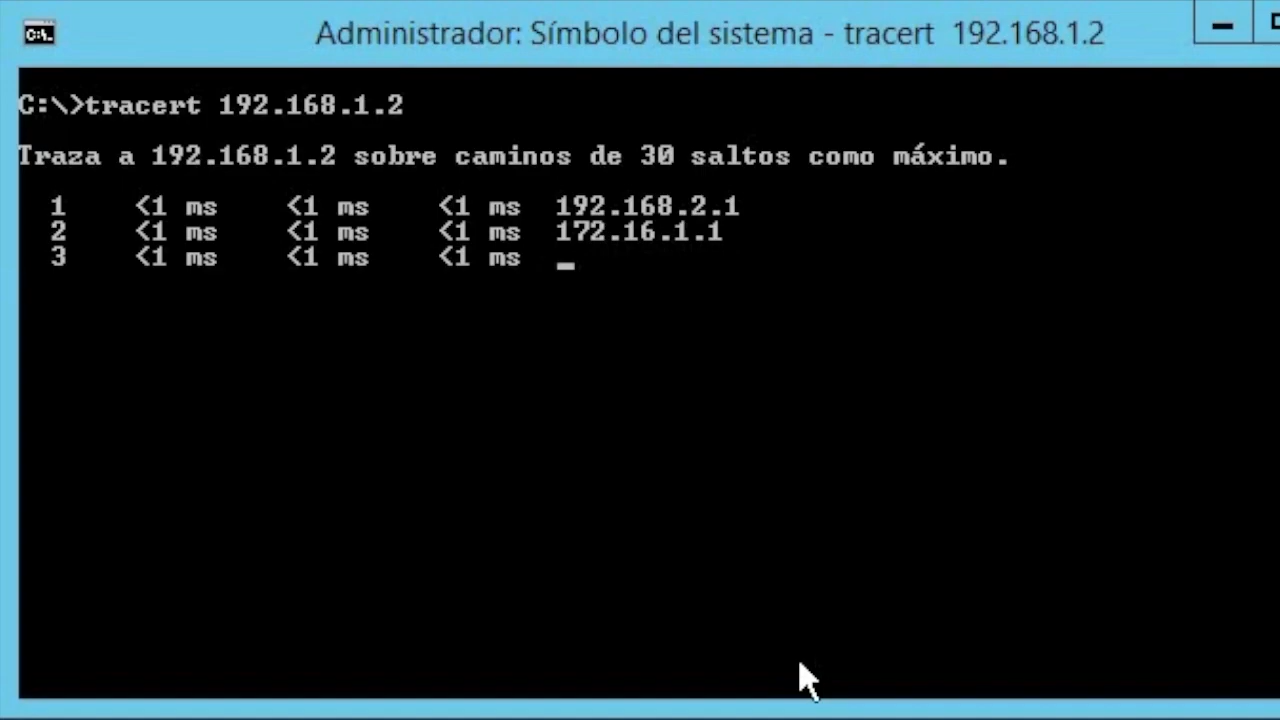 Administrador: Símbolo del sistema - tracert 192.168.1.2
C:\>tracert 192.168.1.2
Traza a 192.168.1.2 sobre caminos de 30 saltos como máximo.
1 <1 ms <1 ms <1 ms 192.168.2.1
2 <1 ms <1 ms <1 ms 172.16.1.1
3 <1 ms <1 ms <1 ms